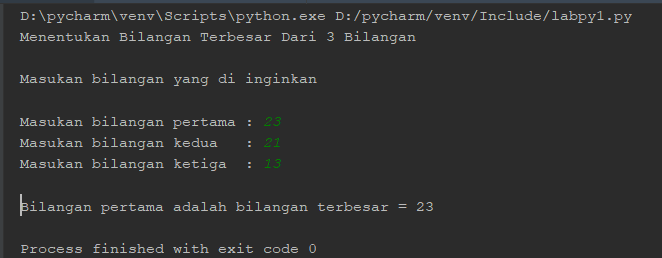 D:\pycharm\venv\Scripts\python.exe D:/pycharm/venv/Include/labpy1.py
Menentukan Bilangan Terbesar Dari 3 Bilangan
Masukan bilangan yang di inginkan
Masukan bilangan pertama : 23
Masukan bilangan kedua   : 21
Masukan bilangan ketiga  : 13
Bilangan pertama adalah bilangan terbesar = 23
Process finished with exit code 0